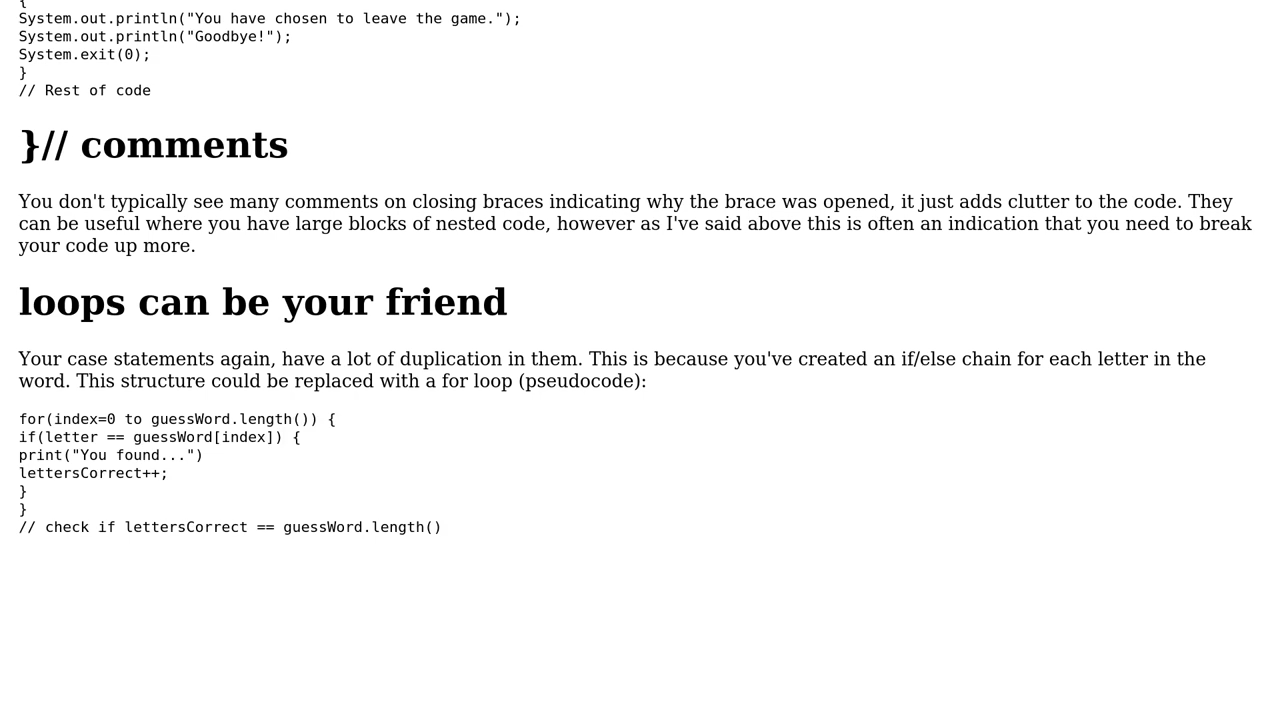 {
System.out.println("You have chosen to leave the game.");
System.out.println("Goodbye!");
System.exit(0);
}
// Rest of code
}// comments
You don't typically see many comments on closing braces indicating why the brace was opened, it just adds clutter to the code. They
can be useful where you have large blocks of nested code, however as I've said above this is often an indication that you need to break
your code up more.
loops can be your friend
Your case statements again, have a lot of duplication in them. This is because you've created an if/else chain for each letter in the
word. This structure could be replaced with a for loop (pseudocode):
for(index=0 to guessWord.length()) {
if(letter == guessWord[index]) {
print("You found...")
lettersCorrect++;
}
}
// check if lettersCorrect == guessWord.length()